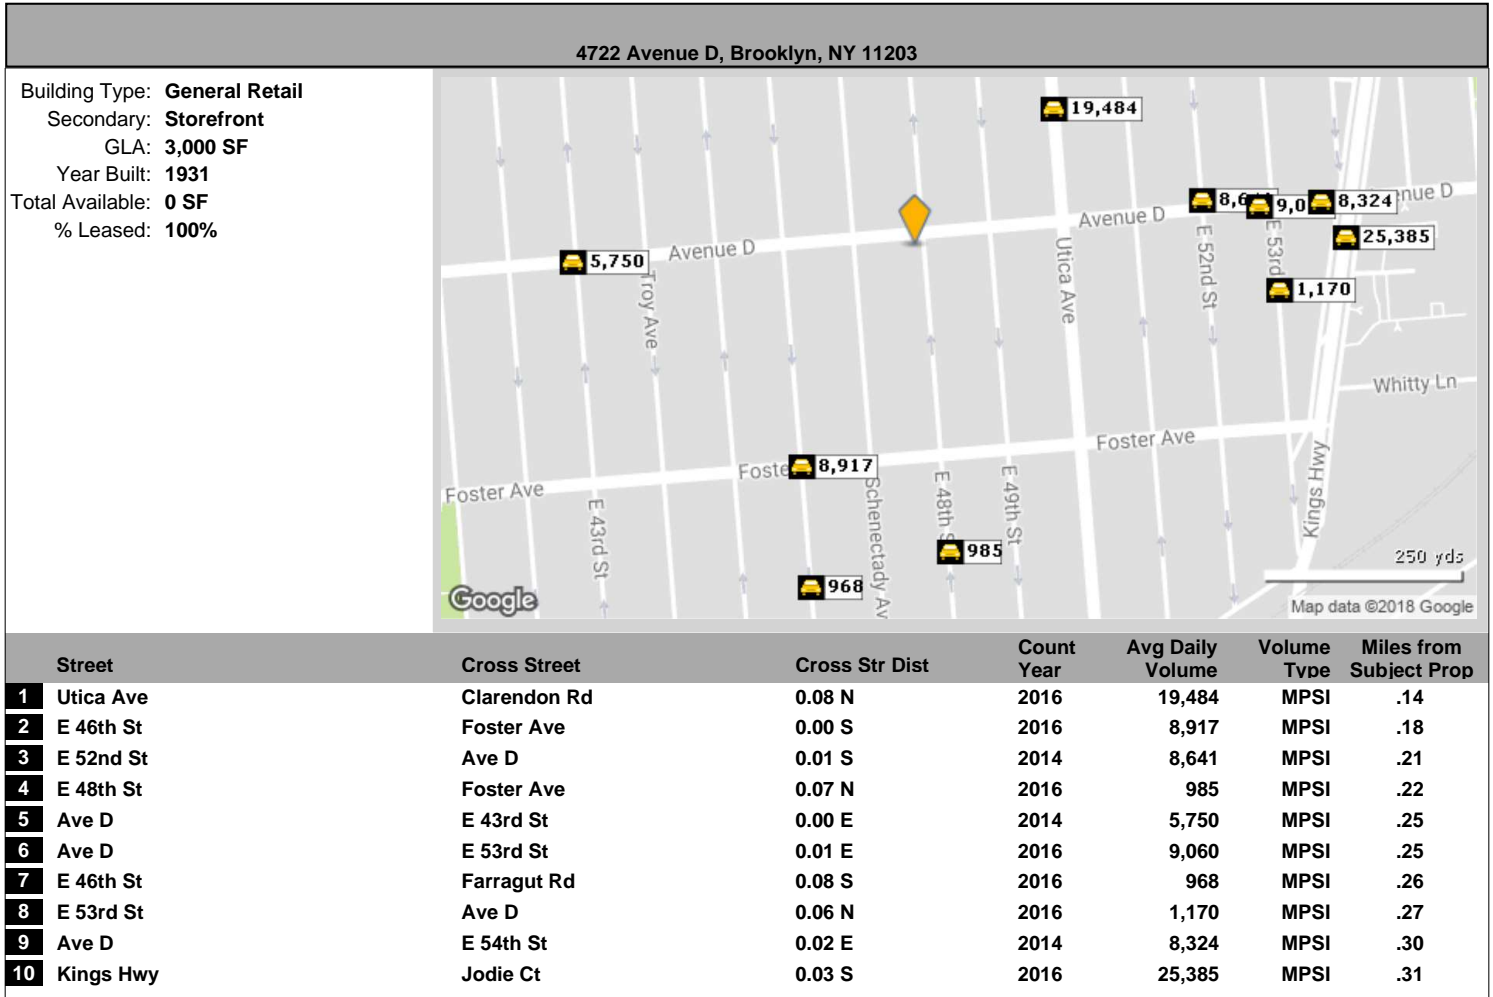 4722 Avenue D, Brooklyn, NY 11203
Building Type: General Retail
Secondary: Storefront
GLA: 3,000 SF
Year Built: 1931
Total Available: 0 SF
% Leased: 100%
19,484
8,6
9,0
8,324
nue D
Avenue D
25,385
Avenue D
5,750
1,170
Troy Ave
Utica Ave
E 52nd St
E 53rd
Whitty Ln
Foster Ave
Foste
8,917
Foster Ave
E 43rd St
Schenectady Av
E 48th S
E 49th St
Kings Hwy
985
968
250 yds
Google
Map data ©2018 Google
Street Cross Street Cross Str Dist Count Year Avg Daily Volume Volume Type Miles from Subject Prop
1 Utica Ave Clarendon Rd 0.08 N 2016 19,484 MPSI .14
2 E 46th St Foster Ave 0.00 S 2016 8,917 MPSI .18
3 E 52nd St Ave D 0.01 S 2014 8,641 MPSI .21
4 E 48th St Foster Ave 0.07 N 2016 985 MPSI .22
5 Ave D E 43rd St 0.00 E 2014 5,750 MPSI .25
6 Ave D E 53rd St 0.01 E 2016 9,060 MPSI .25
7 E 46th St Farragut Rd 0.08 S 2016 968 MPSI .26
8 E 53rd St Ave D 0.06 N 2016 1,170 MPSI .27
9 Ave D E 54th St 0.02 E 2014 8,324 MPSI .30
10 Kings Hwy Jodie Ct 0.03 S 2016 25,385 MPSI .31